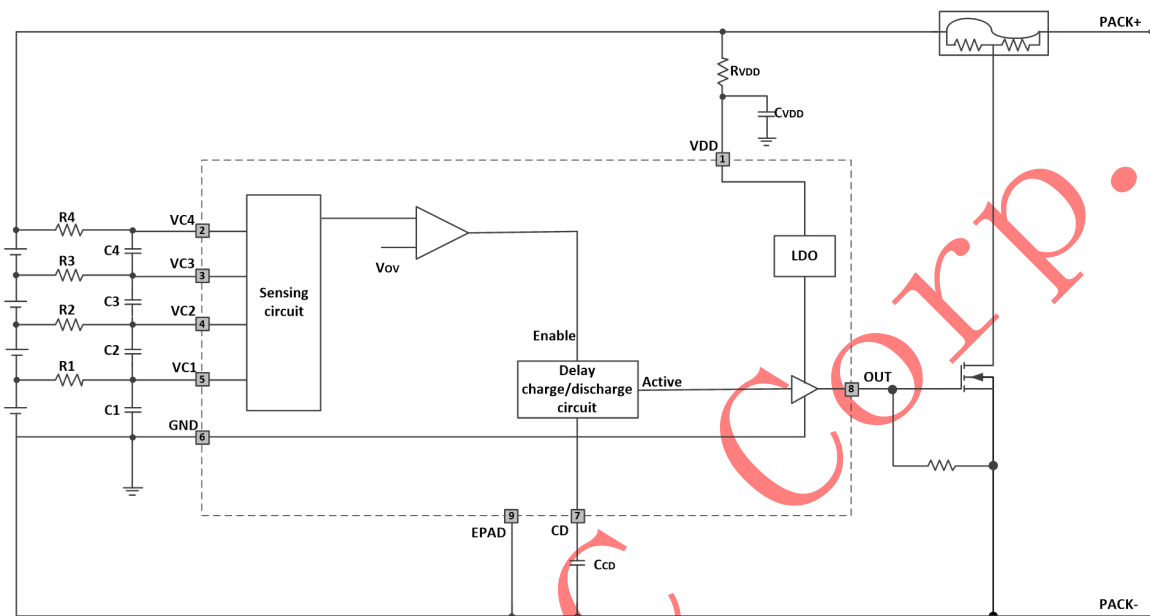 PACK+
RVDD
CVDD
VDD
1
R4
VC4
2
C4
VOV
LDO
R3
VC3
3
Sensing
circuit
C3
R2
VC2
4
Enable
C2
R1
VC1
5
Delay
charge/discharge
circuit
Active
OUT
8
C1
GND
6
EPAD
9
CD
7
CCD
PACK-
C Corp.